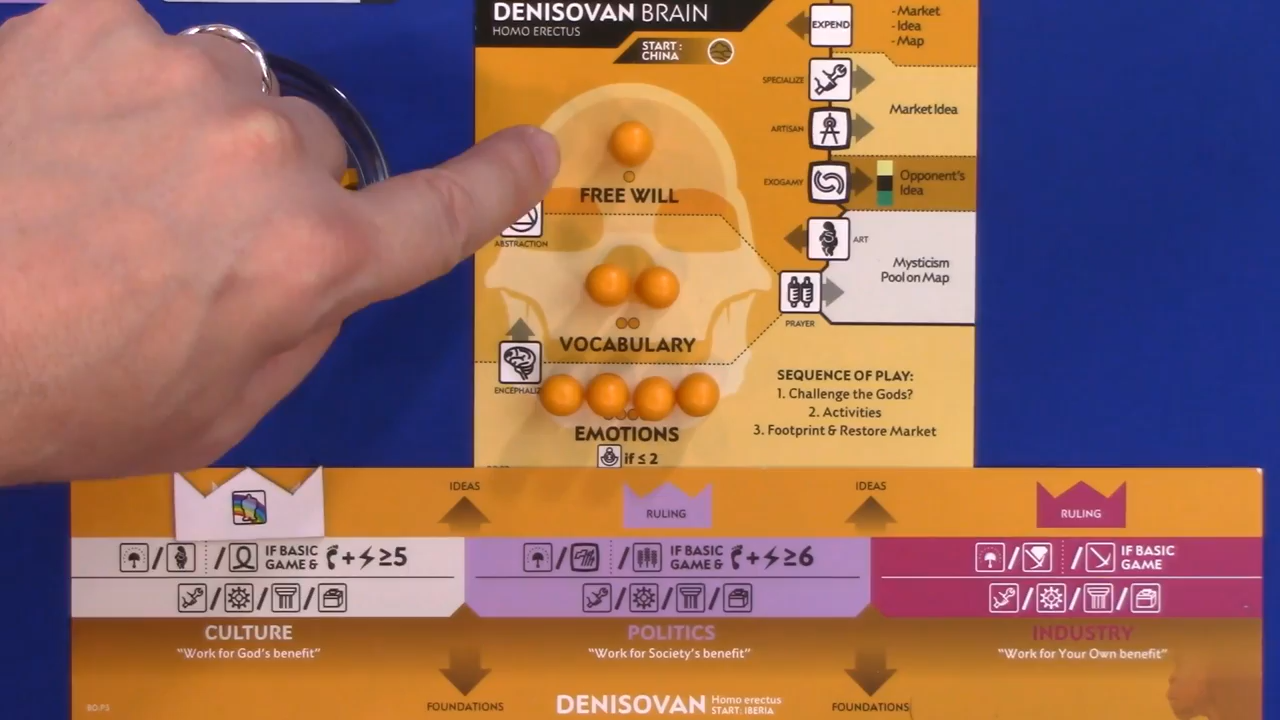 DENISOVAN BRAIN
HOMO ERECTUS
START:
CHINA
EXPEND
- Market
- Idea
- Map
SPECIALIZE
Market Idea
ARTISAN
EXOGAMY
Opponent's
Idea
ART
Mysticism
Pool on Map
PRAYER
FREE WILL
ABSTRACTION
VOCABULARY
EMOTIONS
if ≤ 2
SEQUENCE OF PLAY:
1. Challenge the Gods?
2. Activities
3. Footprint & Restore Market
IDEAS
RULING
IDEAS
RULING
/ / IF BASIC
GAME & + ≥5
/ / IF BASIC
GAME & + ≥6
/ / IF BASIC
GAME
/ / /
/ / /
/ / /
CULTURE
"Work for God's benefit"
POLITICS
"Work for Society's benefit"
INDUSTRY
"Work for Your Own benefit"
FOUNDATIONS
DENISOVAN Homo erectus
START: IBERIA
FOUNDATIONS